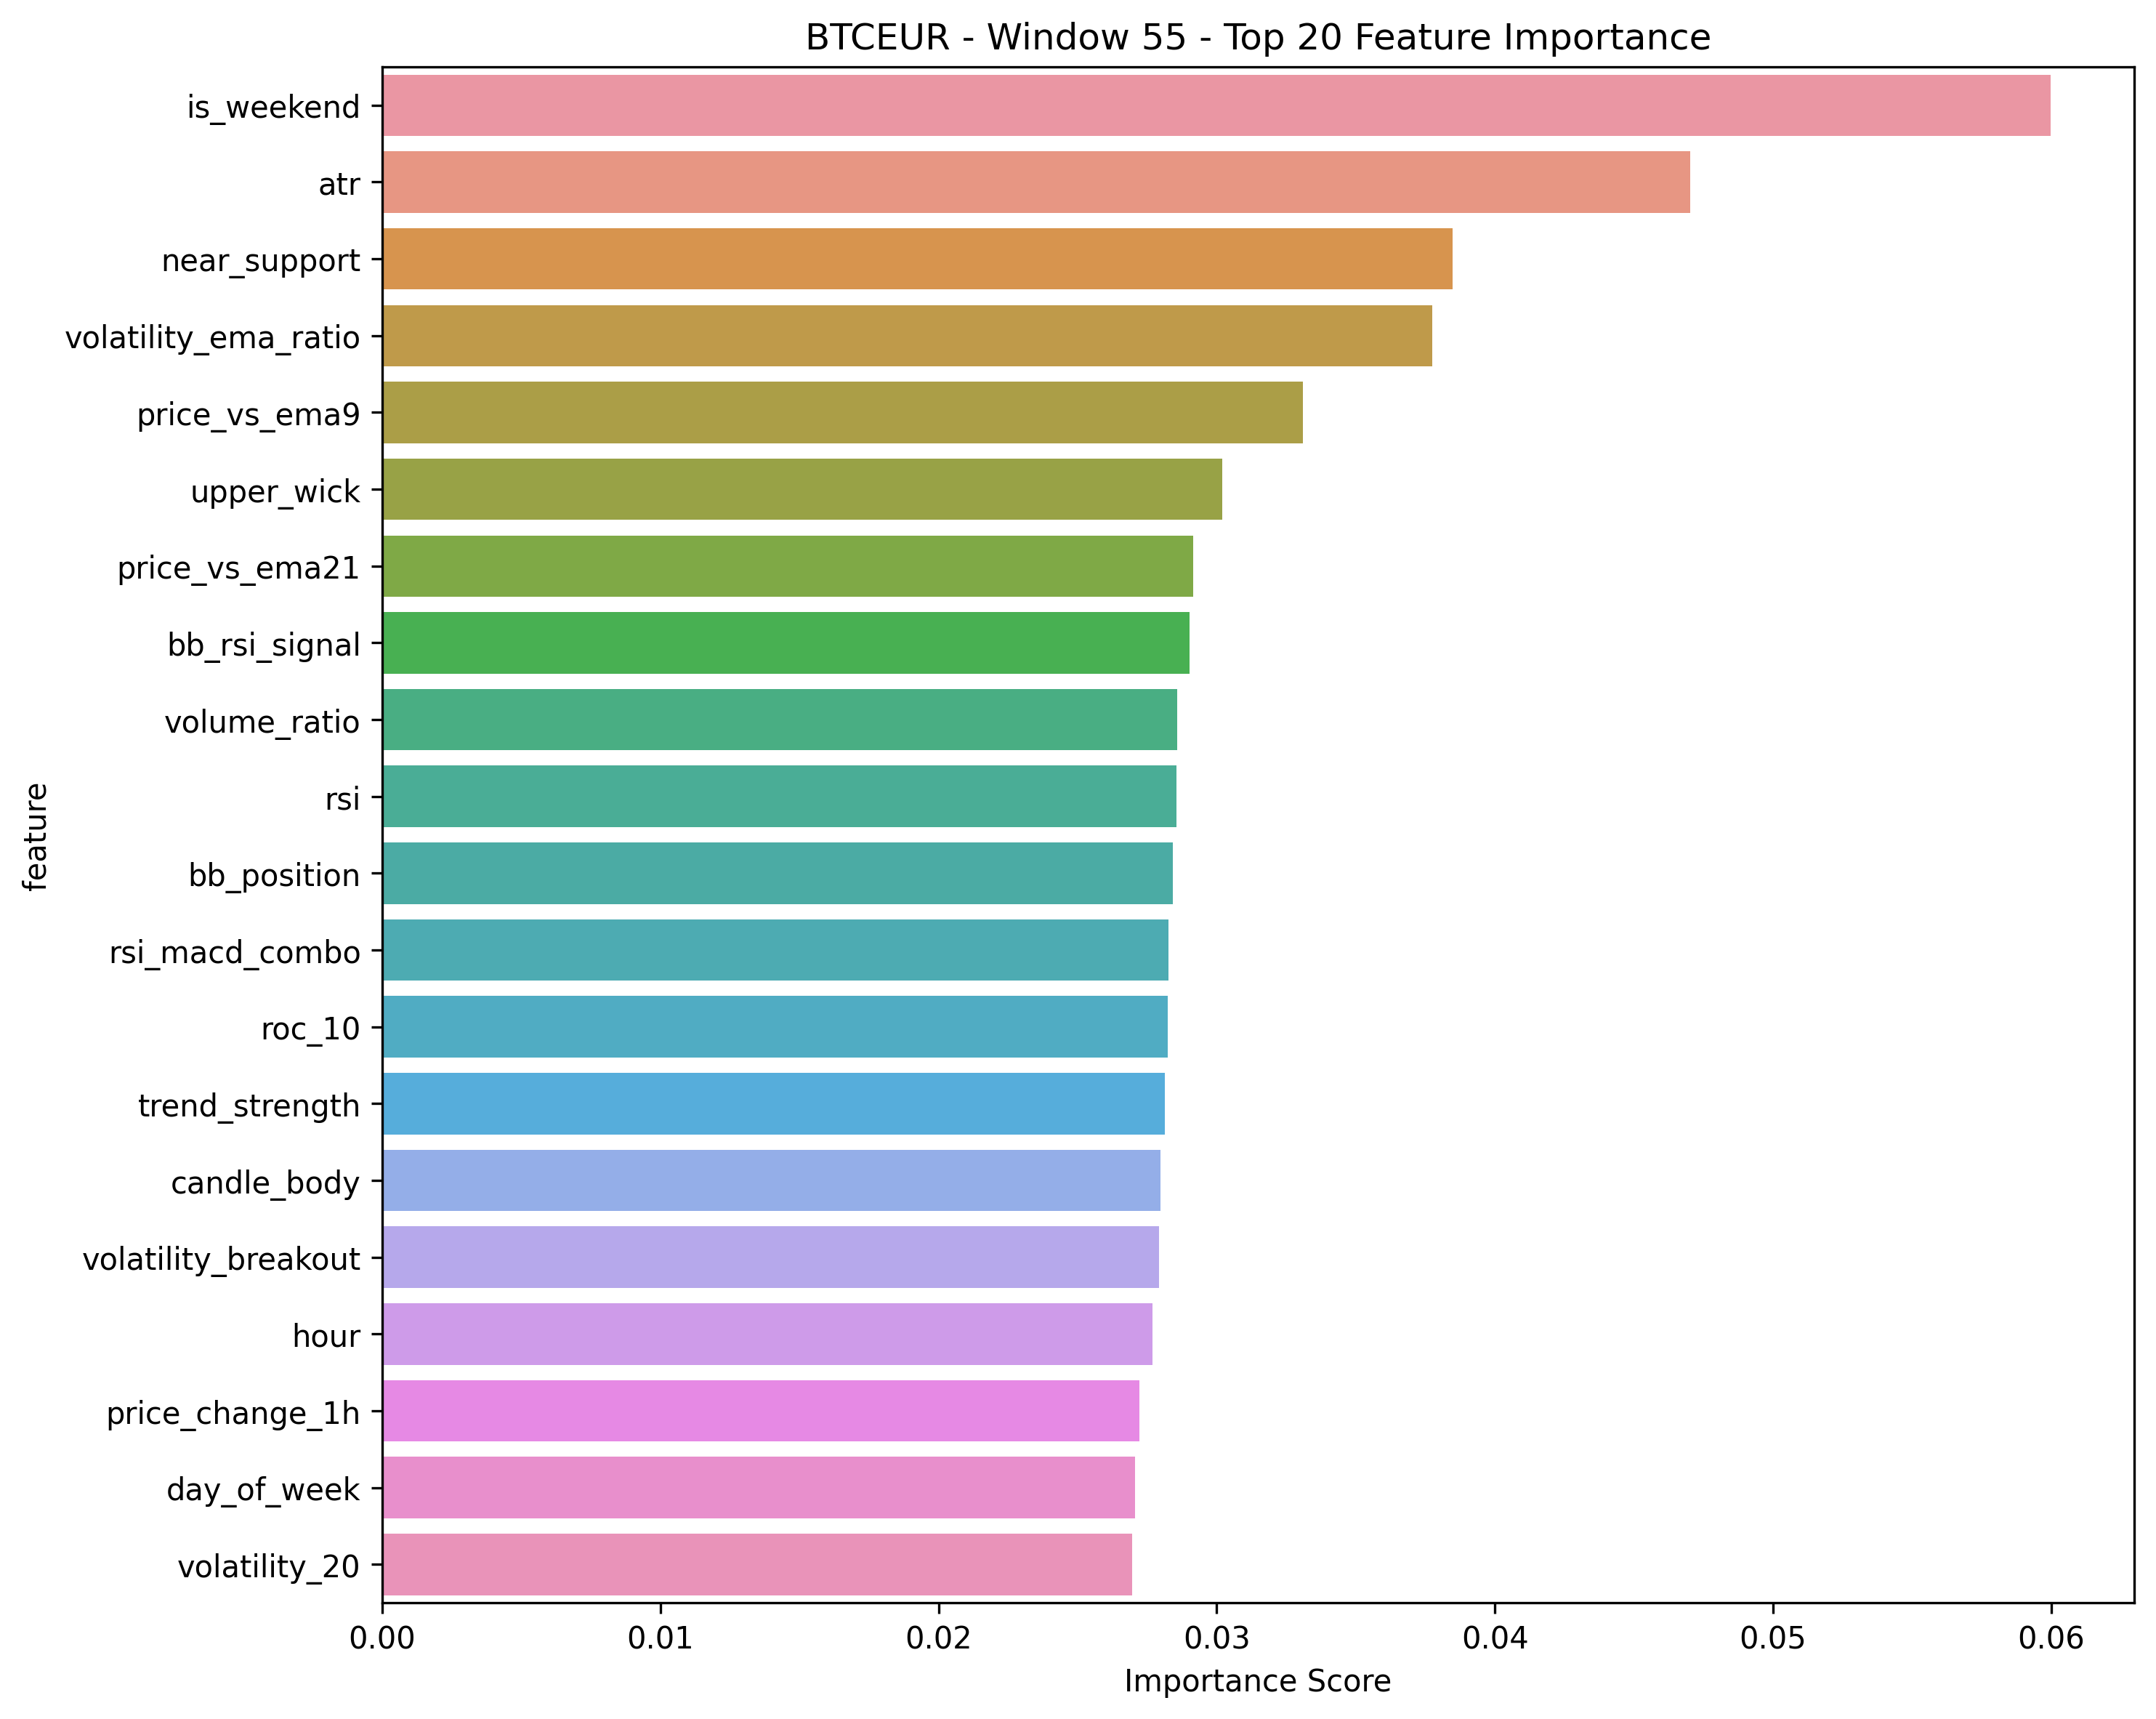 BTCEUR - Window 55 - Top 20 Feature Importance
is_weekend
atr
near_support
volatility_ema_ratio
price_vs_ema9
upper_wick
price_vs_ema21
bb_rsi_signal
volume_ratio
rsi
bb_position
rsi_macd_combo
roc_10
trend_strength
candle_body
volatility_breakout
hour
price_change_1h
day_of_week
volatility_20
feature
0.00 0.01 0.02 0.03 0.04 0.05 0.06
Importance Score